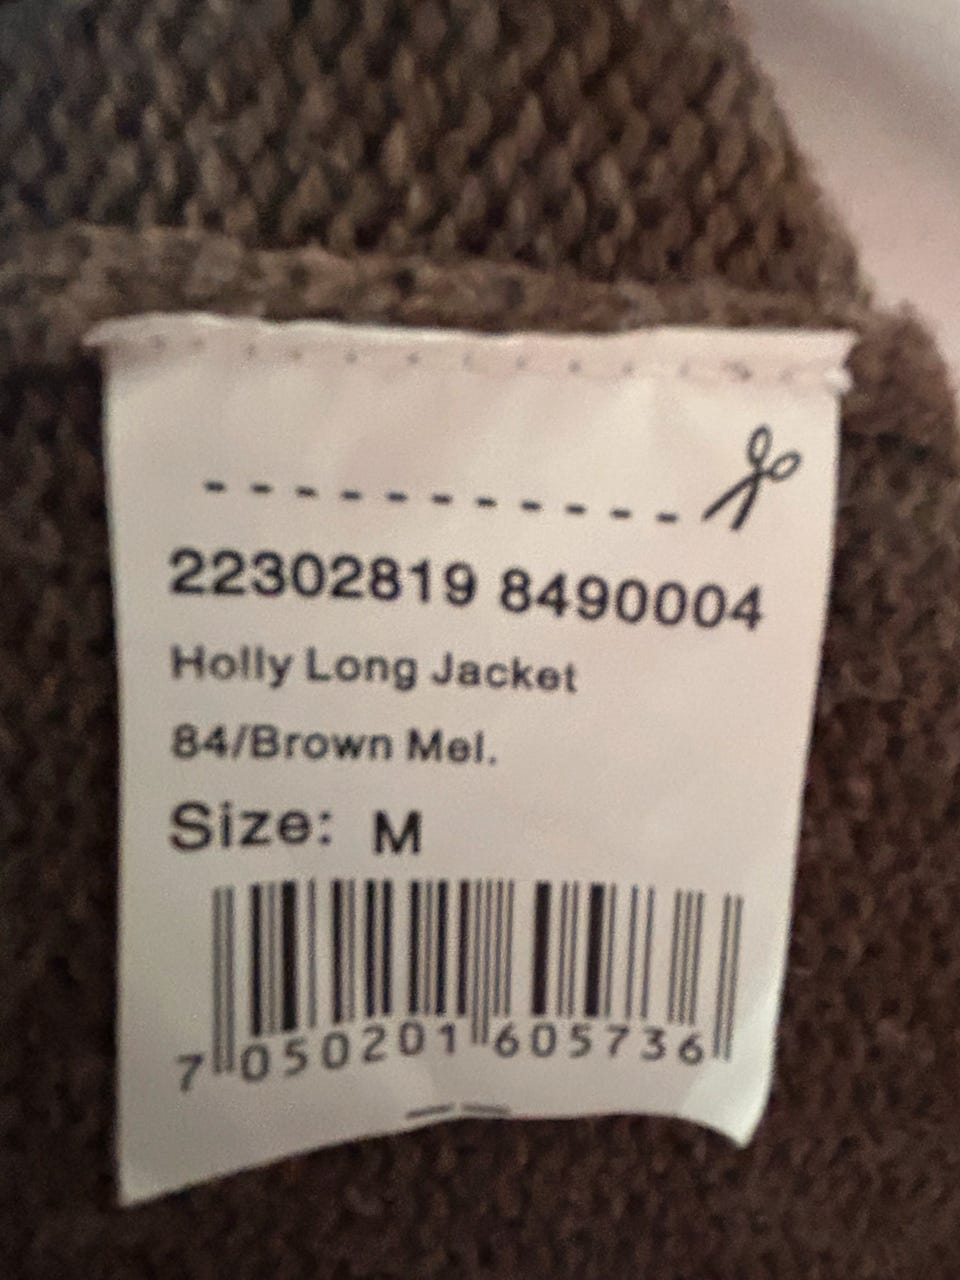 22302819 8490004
Holly Long Jacket
84/Brown Mel.
Size: M
7 050201 605736